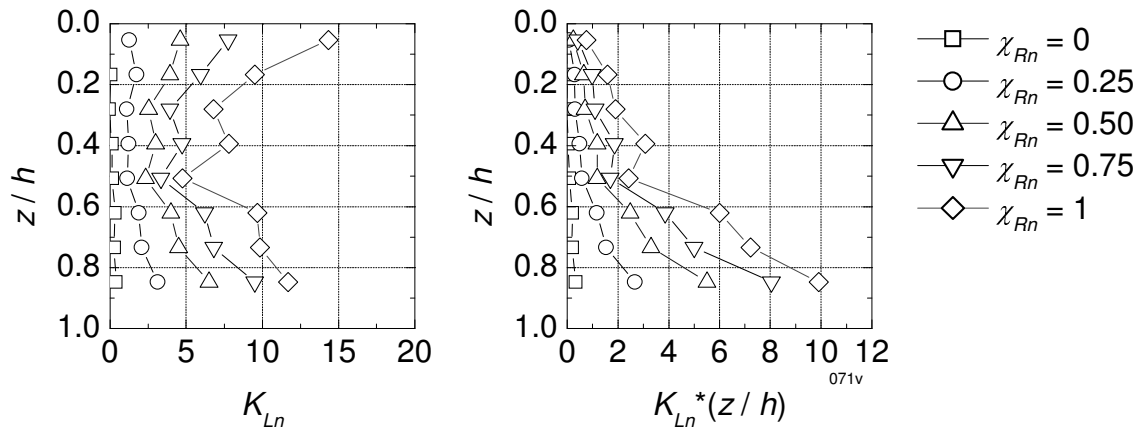 0.0
0.2
0.4
0.6
0.8
1.0
z / h
0 5 10 15 20
K_Ln
0.0
0.2
0.4
0.6
0.8
1.0
z / h
0 2 4 6 8 10 12
071v
K_Ln*(z / h)
χ_Rn = 0
χ_Rn = 0.25
χ_Rn = 0.50
χ_Rn = 0.75
χ_Rn = 1